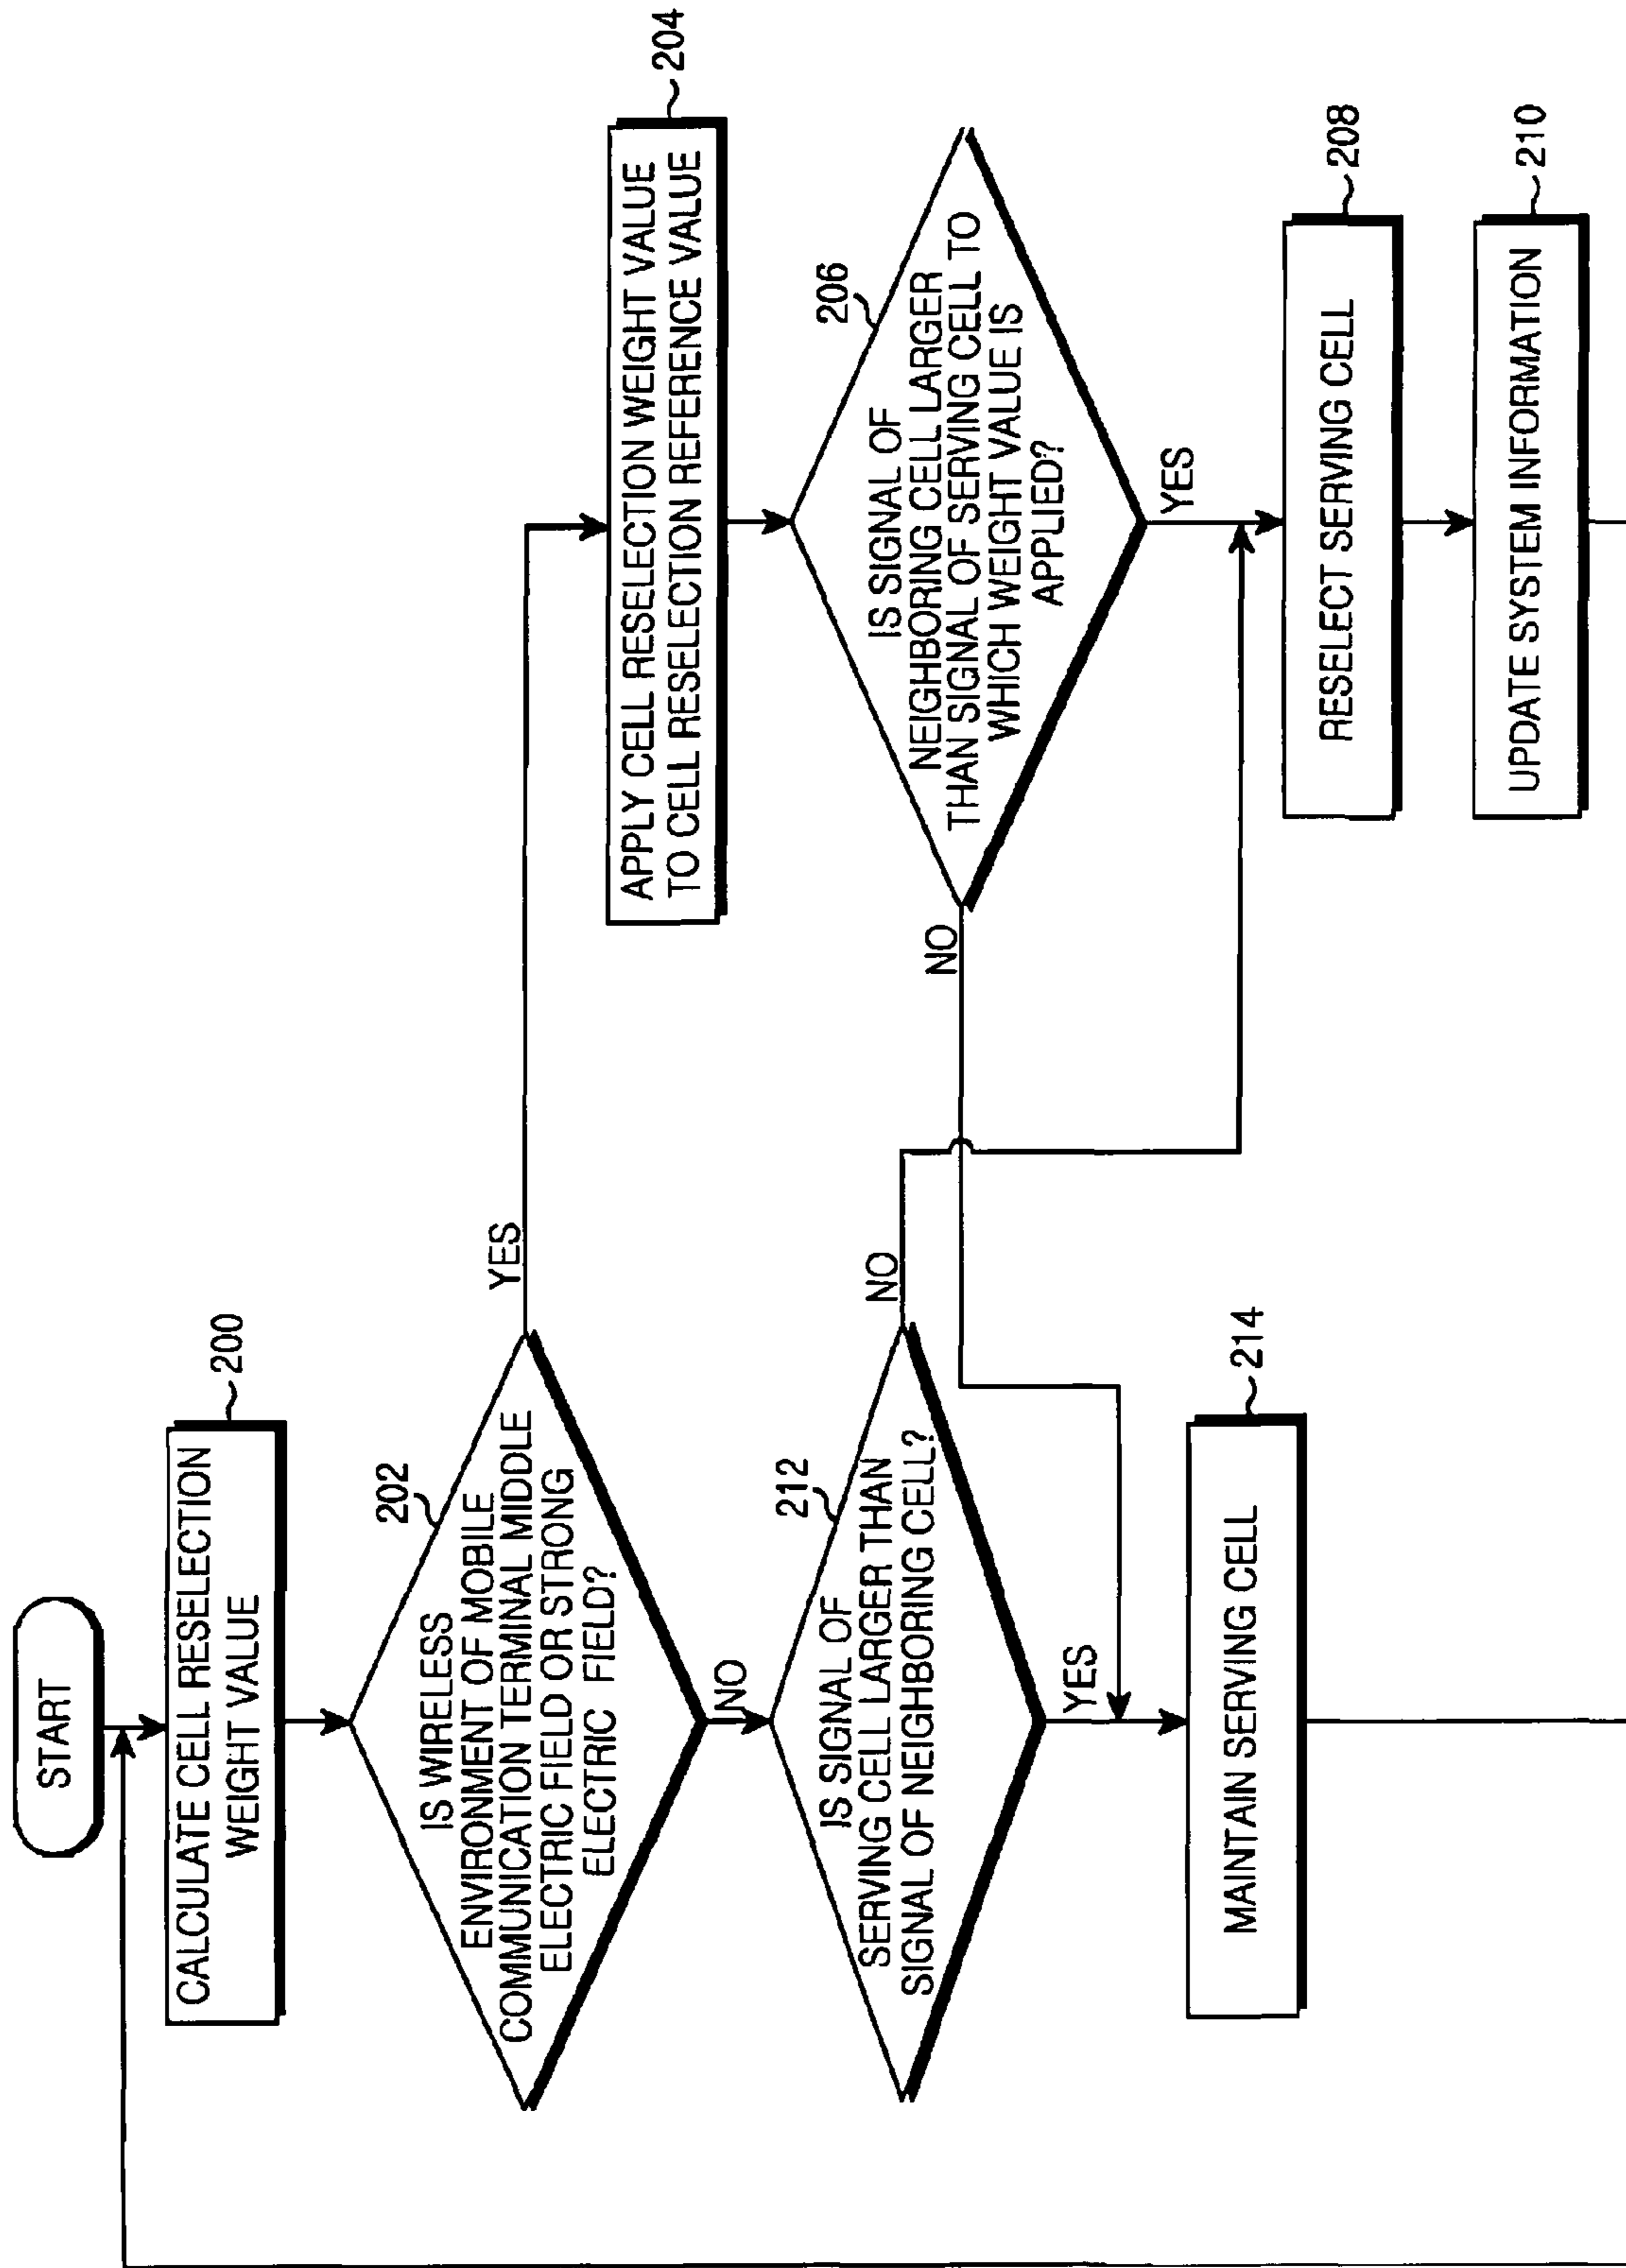 START
CALCULATE CELL RESELECTION
WEIGHT VALUE
200
202
IS WIRELESS
ENVIRONMENT OF MOBILE
COMMUNICATION TERMINAL MIDDLE
ELECTRIC FIELD OR STRONG
ELECTRIC FIELD?
YES
NO
APPLY CELL RESELECTION WEIGHT VALUE
TO CELL RESELECTION REFERENCE VALUE
204
206
IS SIGNAL OF
NEIGHBORING CELL LARGER
THAN SIGNAL OF SERVING CELL TO
WHICH WEIGHT VALUE IS
APPLIED?
NO
YES
212
IS SIGNAL OF
SERVING CELL LARGER THAN
SIGNAL OF NEIGHBORING CELL?
NO
YES
MAINTAIN SERVING CELL
214
RESELECT SERVING CELL
208
UPDATE SYSTEM INFORMATION
210